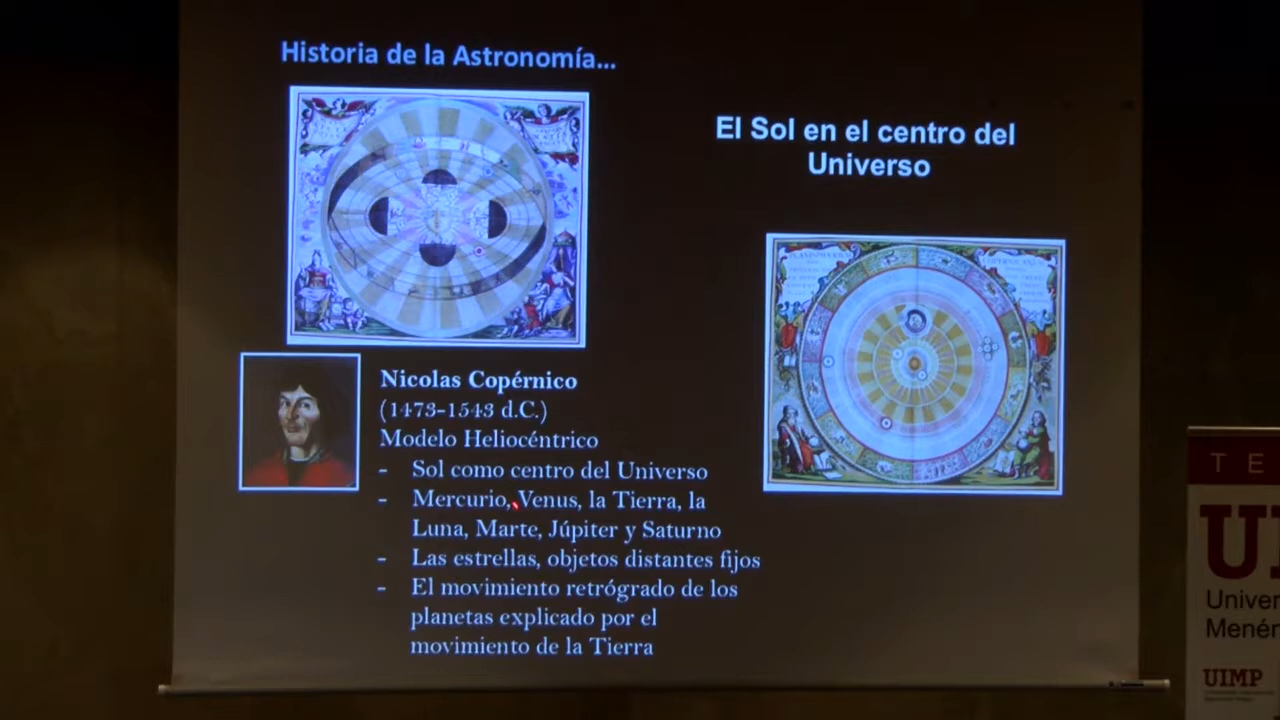 Historia de la Astronomía...
El Sol en el centro del
Universo
Nicolas Copérnico
(1473-1543 d.C.)
Modelo Heliocéntrico
- Sol como centro del Universo
- Mercurio, Venus, la Tierra, la
Luna, Marte, Júpiter y Saturno
- Las estrellas, objetos distantes fijos
- El movimiento retrógrado de los
planetas explicado por el
movimiento de la Tierra
T E
U
Univer
Menén
UIMP